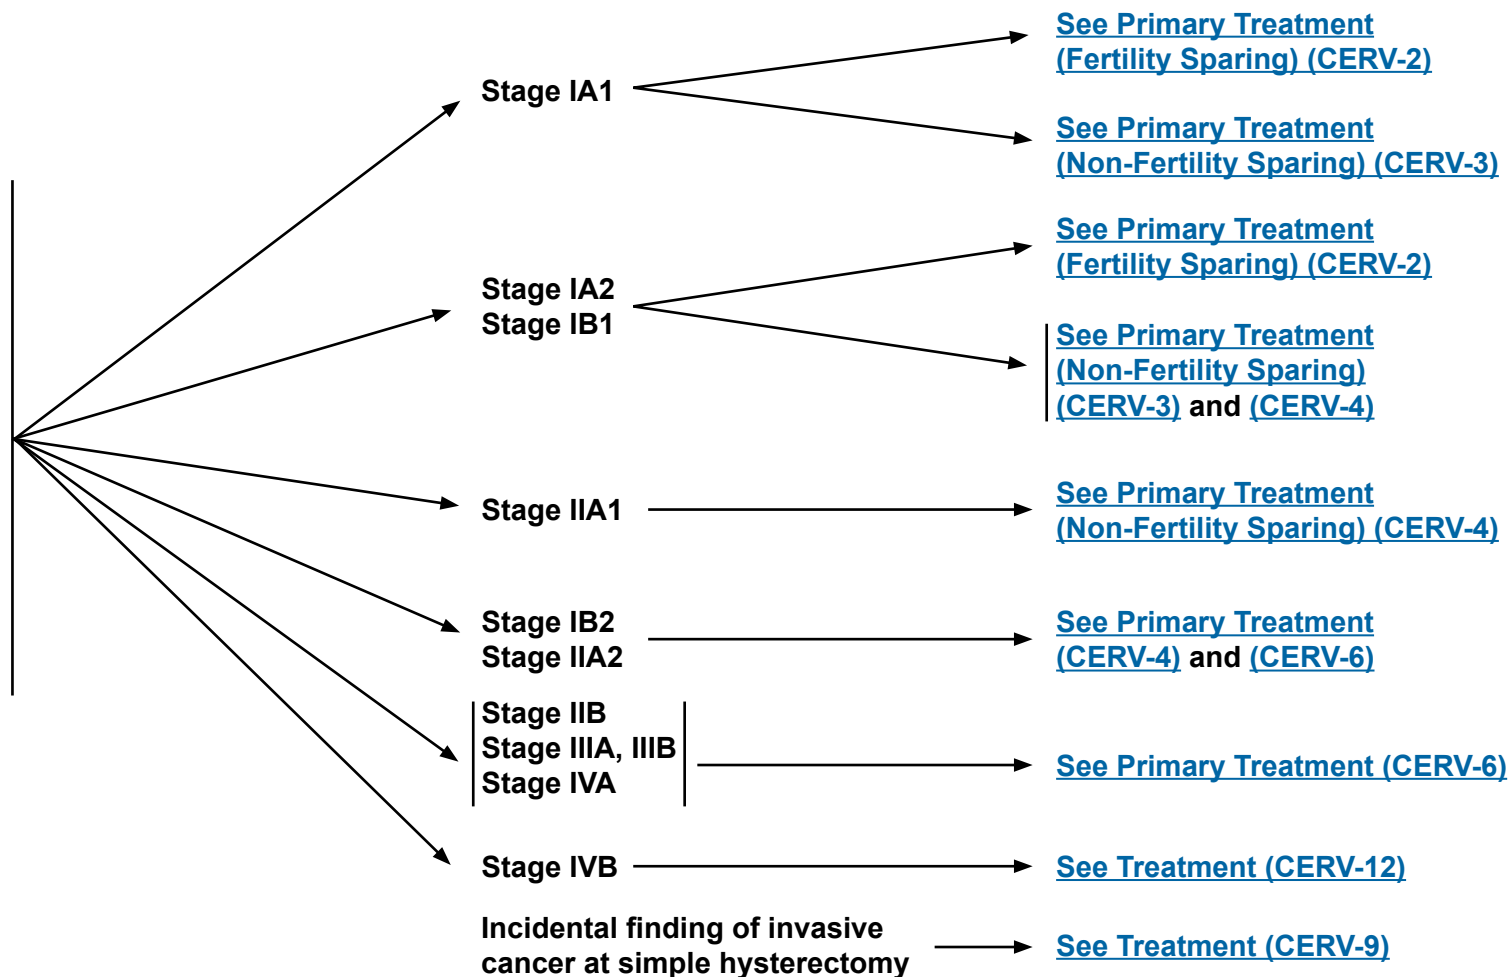 Stage IA1
See Primary Treatment
(Fertility Sparing) (CERV-2)
See Primary Treatment
(Non-Fertility Sparing) (CERV-3)
Stage IA2
Stage IB1
See Primary Treatment
(Fertility Sparing) (CERV-2)
See Primary Treatment
(Non-Fertility Sparing)
(CERV-3) and (CERV-4)
Stage IIA1
See Primary Treatment
(Non-Fertility Sparing) (CERV-4)
Stage IB2
Stage IIA2
See Primary Treatment
(CERV-4) and (CERV-6)
Stage IIB
Stage IIIA, IIIB
Stage IVA
See Primary Treatment (CERV-6)
Stage IVB
See Treatment (CERV-12)
Incidental finding of invasive
cancer at simple hysterectomy
See Treatment (CERV-9)